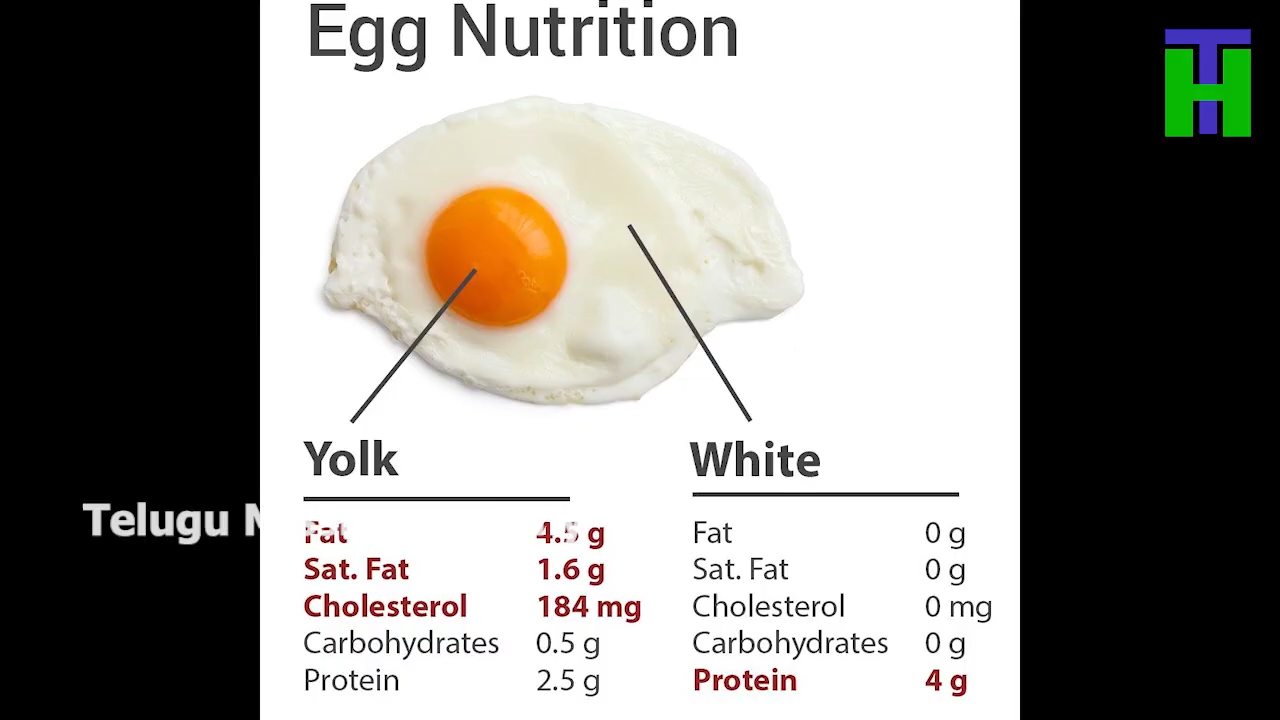 Egg Nutrition
TH
Yolk
White
Telugu
Fat 4.5 g
Sat. Fat 1.6 g
Cholesterol 184 mg
Carbohydrates 0.5 g
Protein 2.5 g
Fat 0 g
Sat. Fat 0 g
Cholesterol 0 mg
Carbohydrates 0 g
Protein 4 g